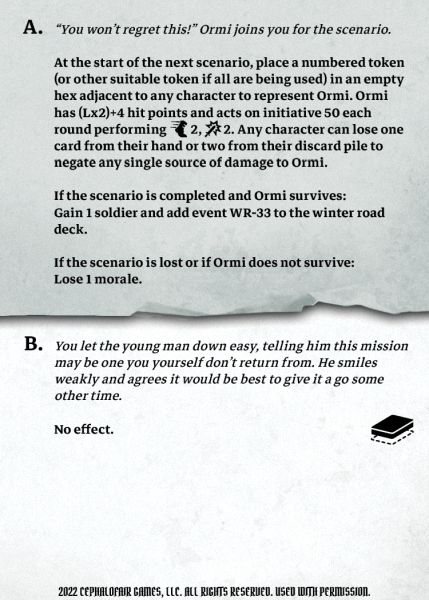 A. “You won’t regret this!” Ormi joins you for the scenario.
At the start of the next scenario, place a numbered token
(or other suitable token if all are being used) in an empty
hex adjacent to any character to represent Ormi. Ormi
has (Lx2)+4 hit points and acts on initiative 50 each
round performing 2, 2. Any character can lose one
card from their hand or two from their discard pile to
negate any single source of damage to Ormi.
If the scenario is completed and Ormi survives:
Gain 1 soldier and add event WR-33 to the winter road
deck.
If the scenario is lost or if Ormi does not survive:
Lose 1 morale.
B. You let the young man down easy, telling him this mission
may be one you yourself don’t return from. He smiles
weakly and agrees it would be best to give it a go some
other time.
No effect.
2022 CEPHALOFAIR GAMES, LLC. ALL RIGHTS RESERVED. USED WITH PERMISSION.